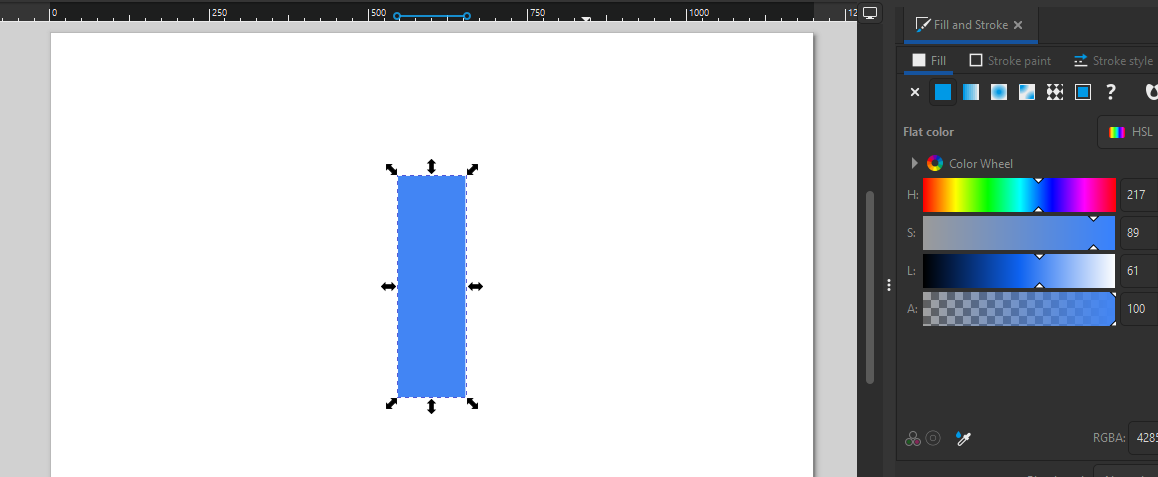 0 250 500 750 1000 12
Fill and Stroke
Fill Stroke paint Stroke style
?
Flat color HSL
Color Wheel
H: 217
S: 89
L: 61
A: 100
RGBA: 4285